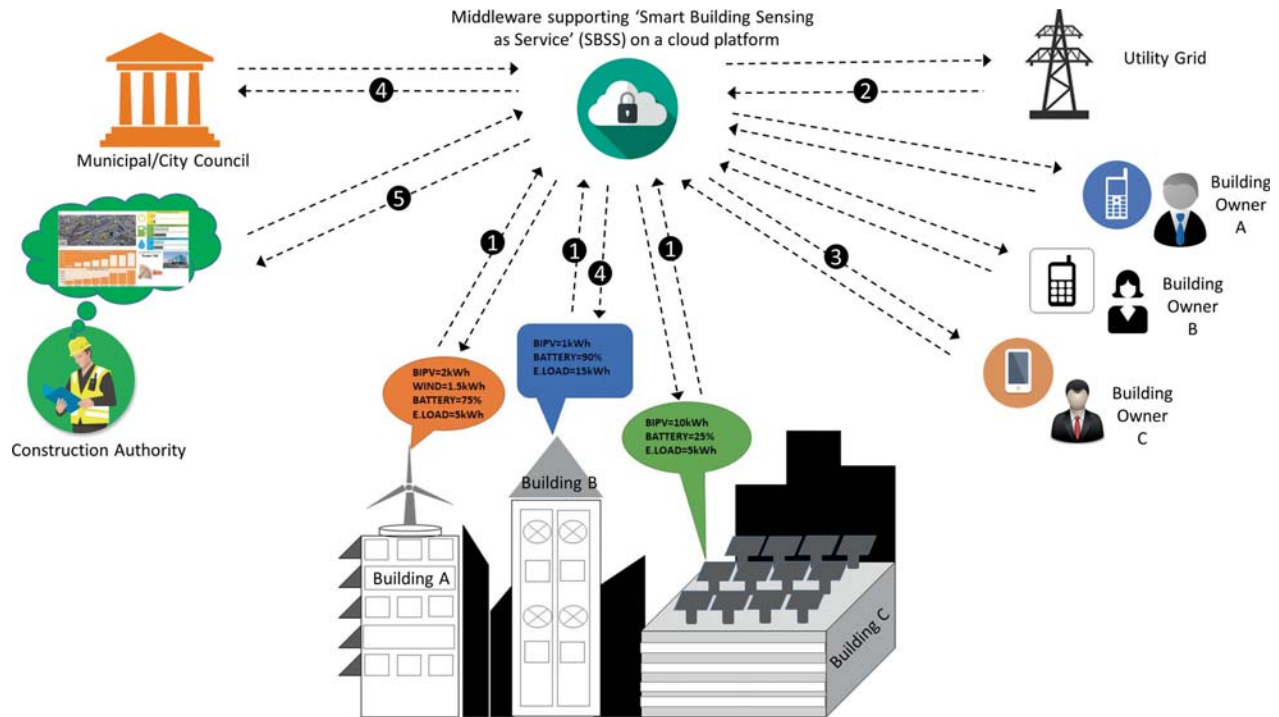 Middleware supporting ‘Smart Building Sensing
as Service’ (SBSS) on a cloud platform
Municipal/City Council
4
2
Utility Grid
5
Building
Owner
A
1
1
4
1
3
Building
Owner
B
Construction Authority
BIPV=2kWh
WIND=1.5kWh
BATTERY=75%
E.LOAD=5kWh
BIPV=1kWh
BATTERY=90%
E.LOAD=15kWh
BIPV=10kWh
BATTERY=25%
E.LOAD=5kWh
Building
Owner
C
Building A
Building B
Building C